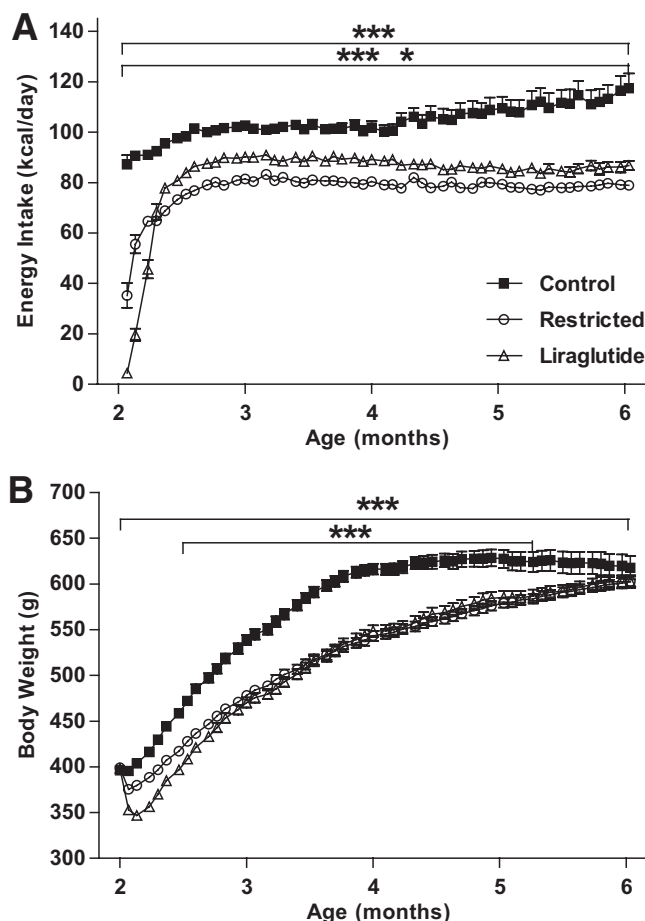 A
***
*** *
Energy Intake (kcal/day)
140
120
100
80
60
40
20
0
Control
Restricted
Liraglutide
2 3 4 5 6
Age (months)
B
***
***
Body Weight (g)
700
650
600
550
500
450
400
350
300
2 3 4 5 6
Age (months)